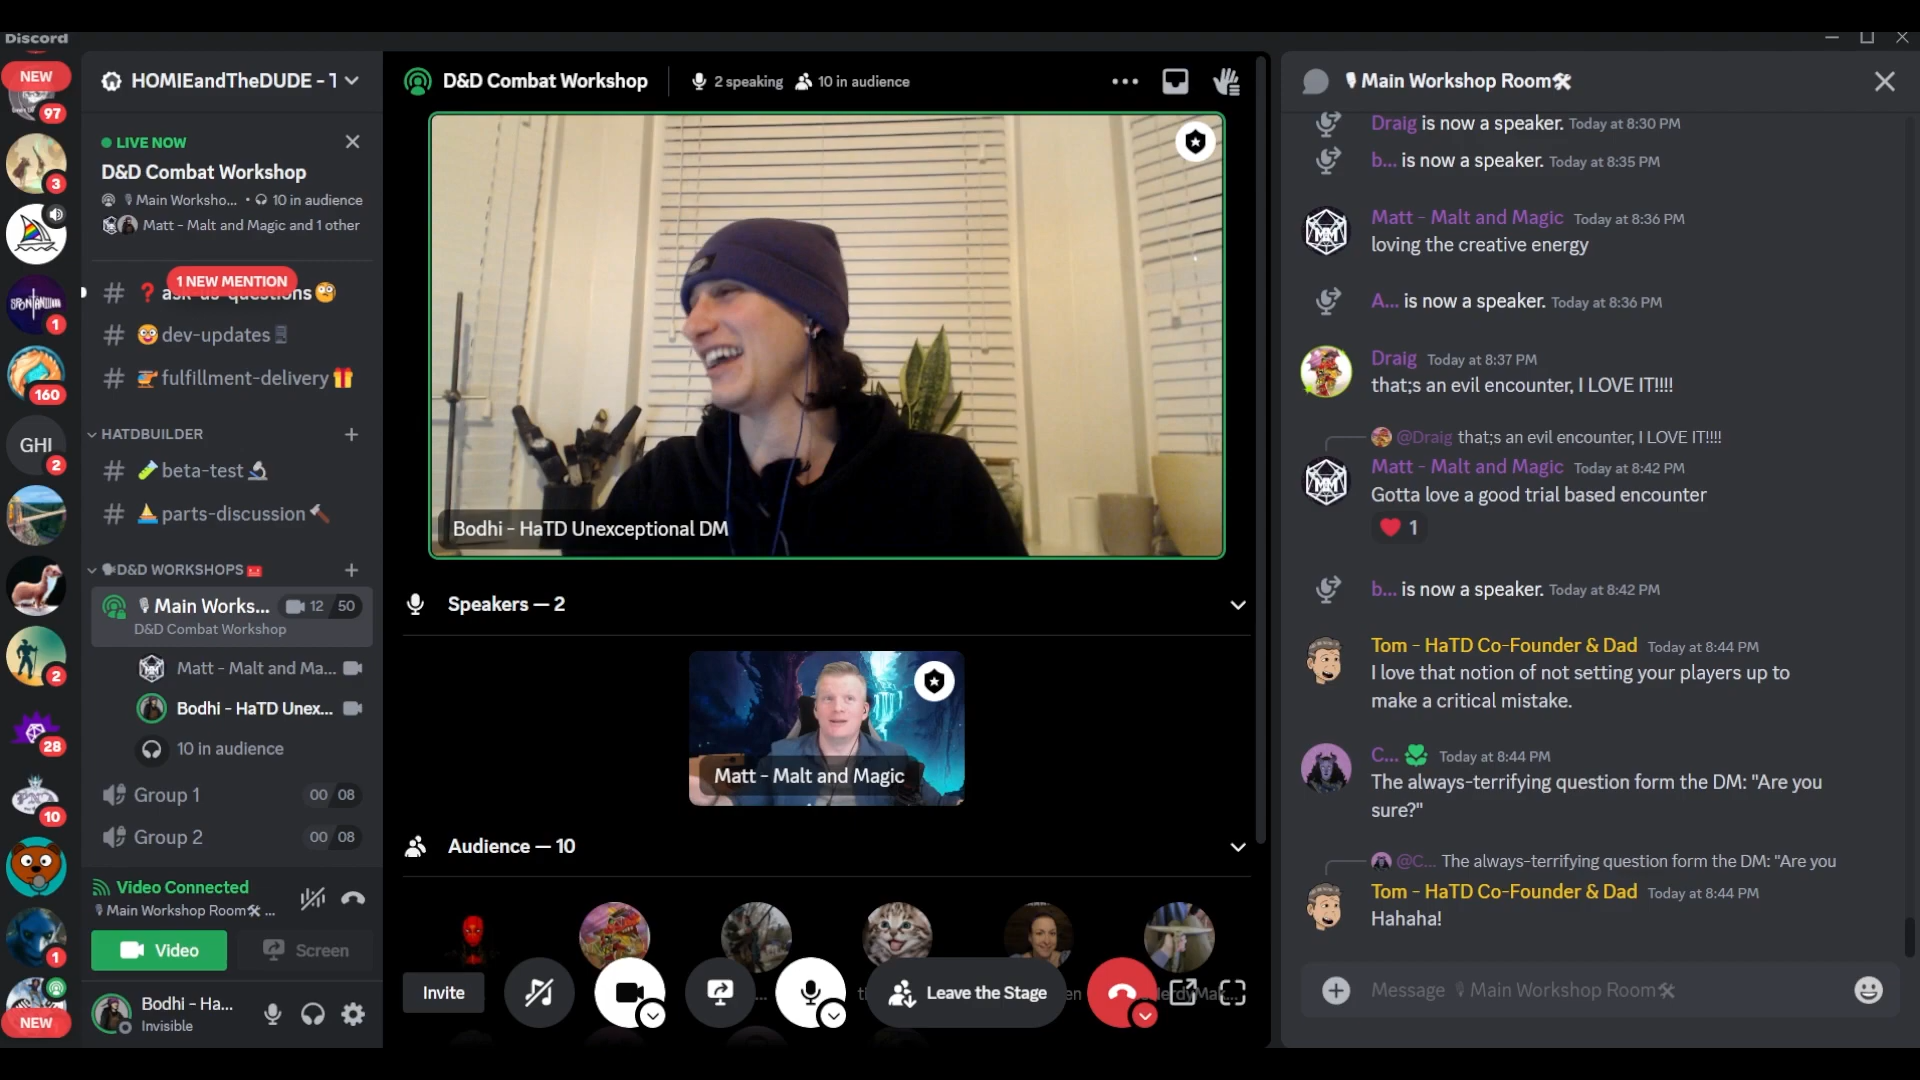 Discord
NEW
97
3
1
160
GHI
2
2
28
10
1
NEW
HOMIEandTheDUDE - T
LIVE NOW
D&D Combat Workshop
Main Worksho... • 10 in audience
Matt - Malt and Magic and 1 other
1 NEW MENTION
dev-updates
fulfillment-delivery
HATDBUILDER
beta-test
parts-discussion
D&D WORKSHOPS
Main Works... 12 50
D&D Combat Workshop
Matt - Malt and Ma...
Bodhi - HaTD Unex...
10 in audience
Group 1 00 08
Group 2 00 08
Video Connected
Main Workshop Room ...
Video Screen
Bodhi - Ha...
Invisible
D&D Combat Workshop 2 speaking 10 in audience
Bodhi - HaTD Unexceptional DM
Speakers — 2
Matt - Malt and Magic
Audience — 10
Invite
Leave the Stage
Main Workshop Room
Draig is now a speaker. Today at 8:30 PM
b... is now a speaker. Today at 8:35 PM
Matt - Malt and Magic Today at 8:36 PM
loving the creative energy
A... is now a speaker. Today at 8:36 PM
Draig Today at 8:37 PM
that;s an evil encounter, I LOVE IT!!!!
@Draig that;s an evil encounter, I LOVE IT!!!!
Matt - Malt and Magic Today at 8:42 PM
Gotta love a good trial based encounter
1
b... is now a speaker. Today at 8:42 PM
Tom - HaTD Co-Founder & Dad Today at 8:44 PM
I love that notion of not setting your players up to
make a critical mistake.
C... Today at 8:44 PM
The always-terrifying question form the DM: "Are you
sure?"
@C... The always-terrifying question form the DM: "Are you
Tom - HaTD Co-Founder & Dad Today at 8:44 PM
Hahaha!
Message Main Workshop Room